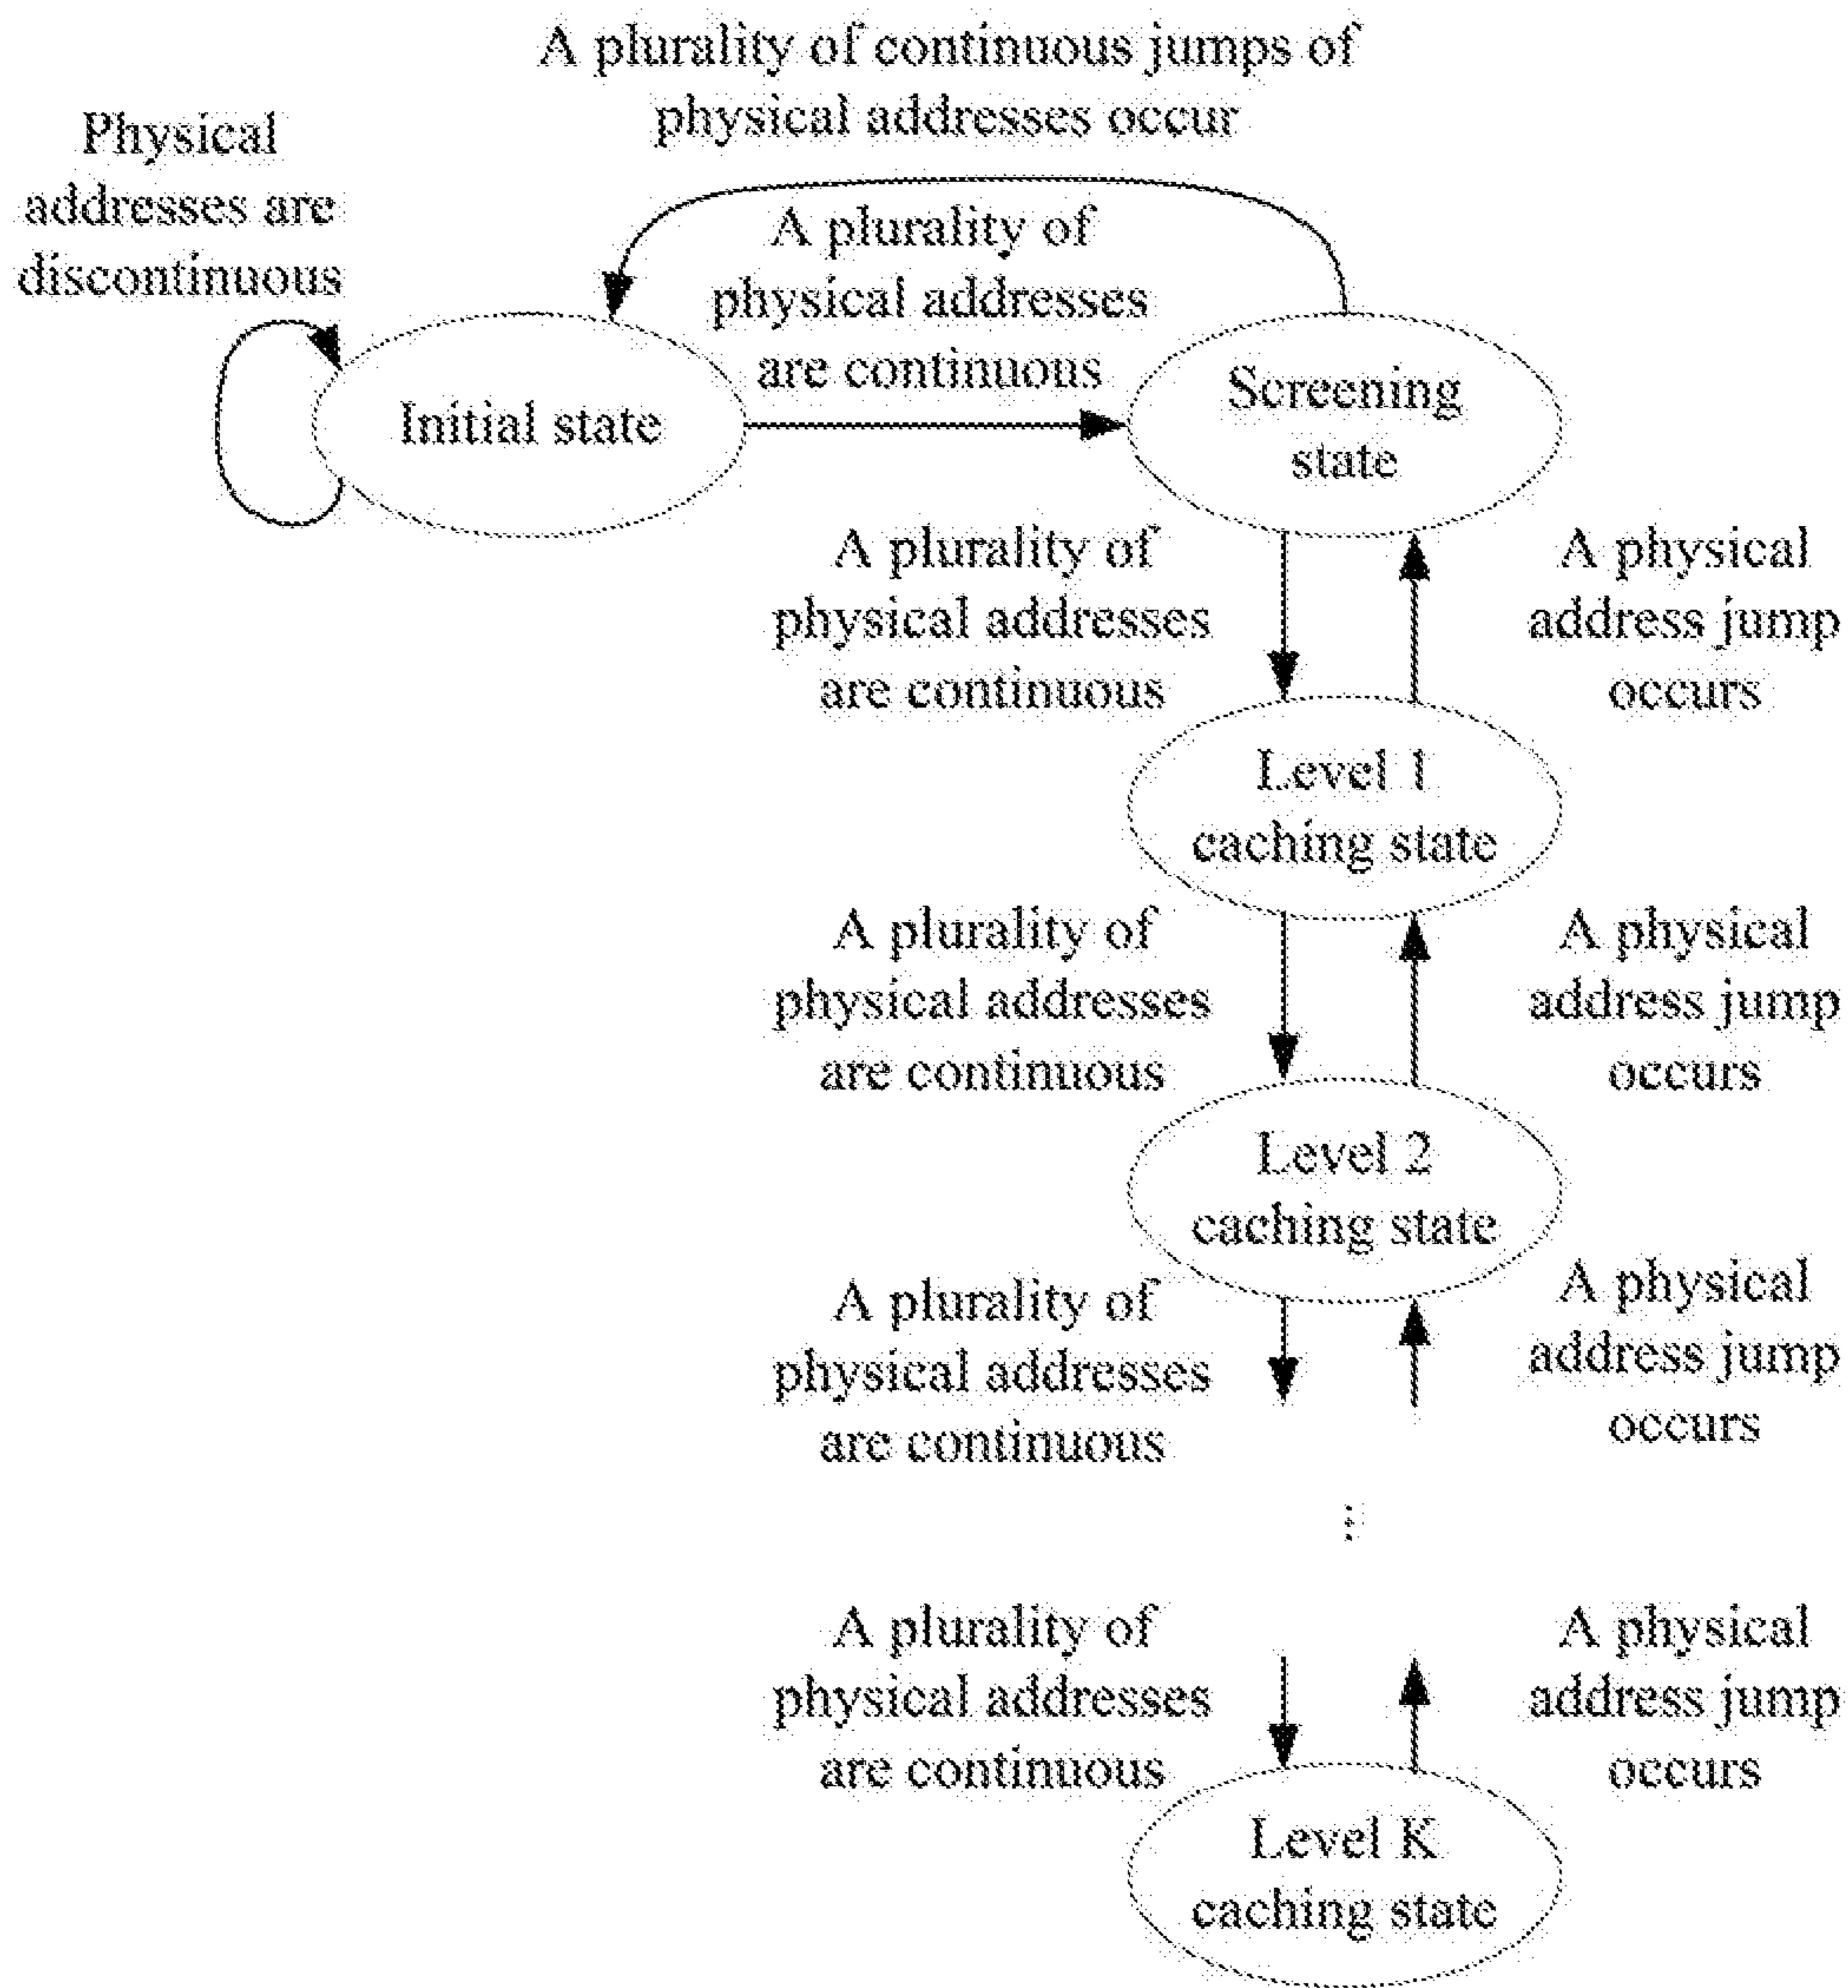 A plurality of continuous jumps of
physical addresses occur
Physical
addresses are
discontinuous
A plurality of
physical addresses
are continuous
Initial state
Screening
state
A plurality of
physical addresses
are continuous
A physical
address jump
occurs
Level 1
caching state
A plurality of
physical addresses
are continuous
A physical
address jump
occurs
Level 2
caching state
A plurality of
physical addresses
are continuous
A physical
address jump
occurs
⋮
A plurality of
physical addresses
are continuous
A physical
address jump
occurs
Level K
caching state